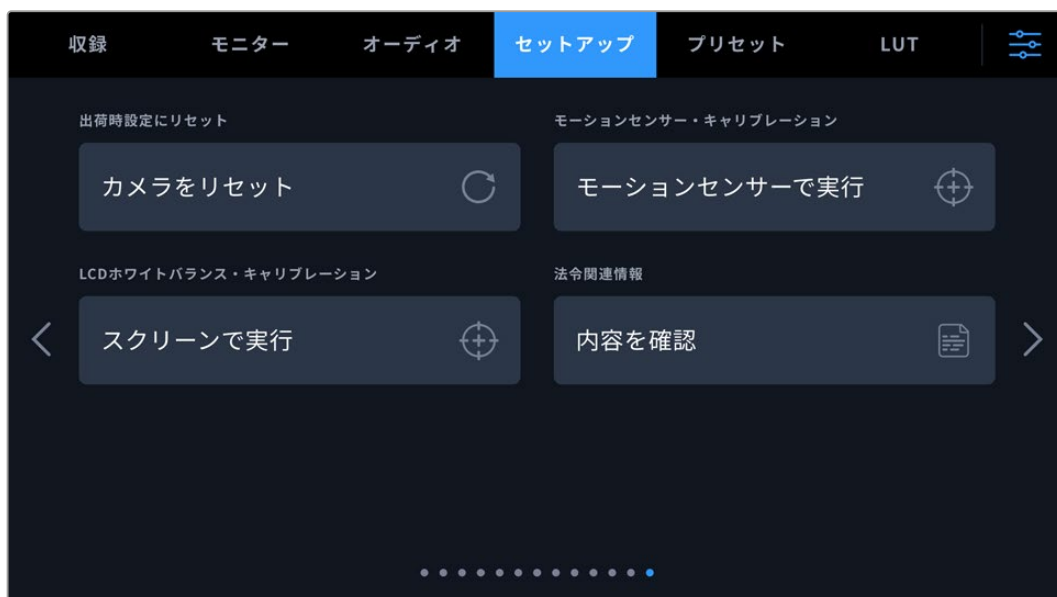 収録 モニター オーディオ セットアップ プリセット LUT
出荷時設定にリセット
カメラをリセット
モーションセンサー・キャリブレーション
モーションセンサーで実行
LCDホワイトバランス・キャリブレーション
スクリーンで実行
法令関連情報
内容を確認